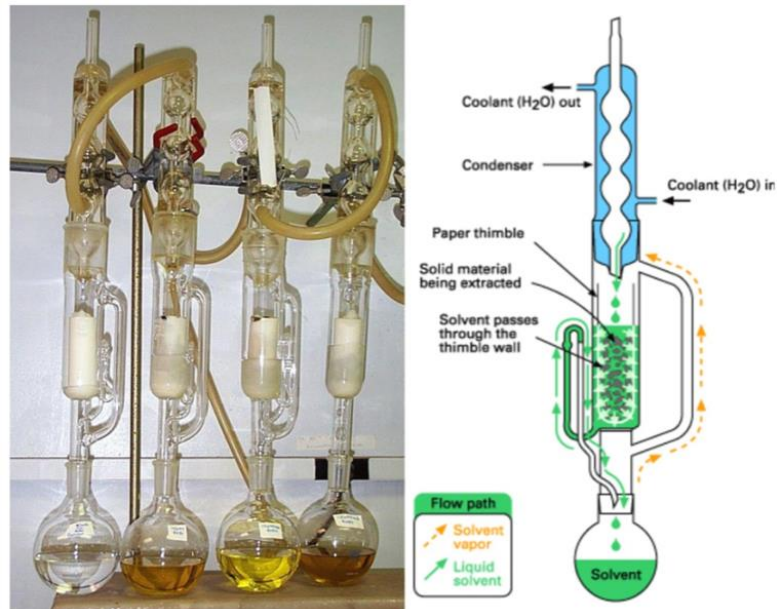 Coolant (H₂O) out
Condenser
Coolant (H₂O) in
Paper thimble
Solid material
being extracted
Solvent passes
through the
thimble wall
Flow path
Solvent
vapor
Liquid
solvent
Solvent